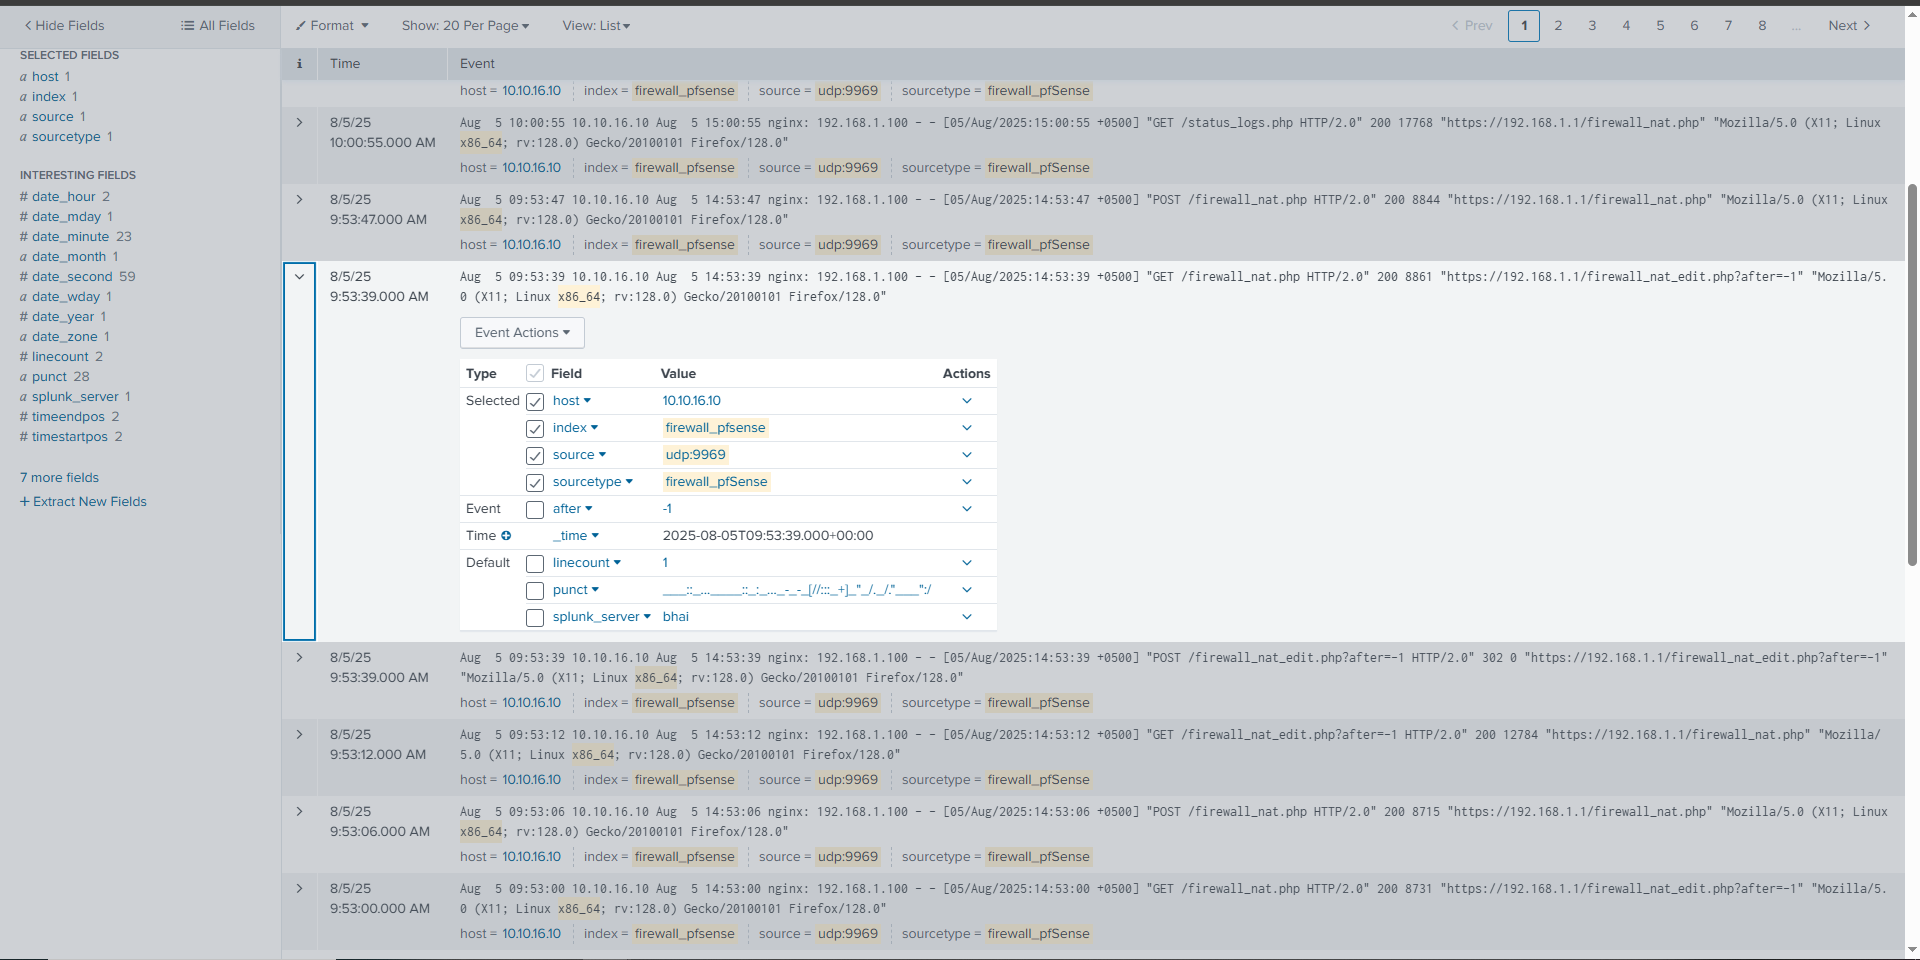 Hide Fields
All Fields
Format
Show: 20 Per Page
View: List
Prev 1 2 3 4 5 6 7 8 ... Next
SELECTED FIELDS
a host 1
a index 1
a source 1
a sourcetype 1
INTERESTING FIELDS
# date_hour 2
# date_mday 1
# date_minute 23
a date_month 1
# date_second 59
a date_wday 1
# date_year 1
a date_zone 1
# linecount 2
a punct 28
a splunk_server 1
# timeendpos 2
# timestartpos 2
7 more fields
+ Extract New Fields
i Time Event
host = 10.10.16.10 index = firewall_pfsense source = udp:9969 sourcetype = firewall_pfSense
8/5/25
10:00:55.000 AM
Aug  5 10:00:55 10.10.16.10 Aug  5 15:00:55 nginx: 192.168.1.100 - - [05/Aug/2025:15:00:55 +0500] "GET /status_logs.php HTTP/2.0" 200 17768 "https://192.168.1.1/firewall_nat.php" "Mozilla/5.0 (X11; Linux
x86_64; rv:128.0) Gecko/20100101 Firefox/128.0"
host = 10.10.16.10 index = firewall_pfsense source = udp:9969 sourcetype = firewall_pfSense
8/5/25
9:53:47.000 AM
Aug  5 09:53:47 10.10.16.10 Aug  5 14:53:47 nginx: 192.168.1.100 - - [05/Aug/2025:14:53:47 +0500] "POST /firewall_nat.php HTTP/2.0" 200 8844 "https://192.168.1.1/firewall_nat.php" "Mozilla/5.0 (X11; Linux
x86_64; rv:128.0) Gecko/20100101 Firefox/128.0"
host = 10.10.16.10 index = firewall_pfsense source = udp:9969 sourcetype = firewall_pfSense
8/5/25
9:53:39.000 AM
Aug  5 09:53:39 10.10.16.10 Aug  5 14:53:39 nginx: 192.168.1.100 - - [05/Aug/2025:14:53:39 +0500] "GET /firewall_nat.php HTTP/2.0" 200 8861 "https://192.168.1.1/firewall_nat_edit.php?after=-1" "Mozilla/5.
0 (X11; Linux x86_64; rv:128.0) Gecko/20100101 Firefox/128.0"
Event Actions
Type Field Value Actions
Selected host 10.10.16.10
index firewall_pfsense
source udp:9969
sourcetype firewall_pfSense
Event after -1
Time _time 2025-08-05T09:53:39.000+00:00
Default linecount 1
punct ___::_..._____::_:_..._-_-_[//:::_+]_"_/._/."___":/
splunk_server bhai
8/5/25
9:53:39.000 AM
Aug  5 09:53:39 10.10.16.10 Aug  5 14:53:39 nginx: 192.168.1.100 - - [05/Aug/2025:14:53:39 +0500] "POST /firewall_nat_edit.php?after=-1 HTTP/2.0" 302 0 "https://192.168.1.1/firewall_nat_edit.php?after=-1"
"Mozilla/5.0 (X11; Linux x86_64; rv:128.0) Gecko/20100101 Firefox/128.0"
host = 10.10.16.10 index = firewall_pfsense source = udp:9969 sourcetype = firewall_pfSense
8/5/25
9:53:12.000 AM
Aug  5 09:53:12 10.10.16.10 Aug  5 14:53:12 nginx: 192.168.1.100 - - [05/Aug/2025:14:53:12 +0500] "GET /firewall_nat_edit.php?after=-1 HTTP/2.0" 200 12784 "https://192.168.1.1/firewall_nat.php" "Mozilla/
5.0 (X11; Linux x86_64; rv:128.0) Gecko/20100101 Firefox/128.0"
host = 10.10.16.10 index = firewall_pfsense source = udp:9969 sourcetype = firewall_pfSense
8/5/25
9:53:06.000 AM
Aug  5 09:53:06 10.10.16.10 Aug  5 14:53:06 nginx: 192.168.1.100 - - [05/Aug/2025:14:53:06 +0500] "POST /firewall_nat.php HTTP/2.0" 200 8715 "https://192.168.1.1/firewall_nat.php" "Mozilla/5.0 (X11; Linux
x86_64; rv:128.0) Gecko/20100101 Firefox/128.0"
host = 10.10.16.10 index = firewall_pfsense source = udp:9969 sourcetype = firewall_pfSense
8/5/25
9:53:00.000 AM
Aug  5 09:53:00 10.10.16.10 Aug  5 14:53:00 nginx: 192.168.1.100 - - [05/Aug/2025:14:53:00 +0500] "GET /firewall_nat.php HTTP/2.0" 200 8731 "https://192.168.1.1/firewall_nat_edit.php?after=-1" "Mozilla/5.
0 (X11; Linux x86_64; rv:128.0) Gecko/20100101 Firefox/128.0"
host = 10.10.16.10 index = firewall_pfsense source = udp:9969 sourcetype = firewall_pfSense